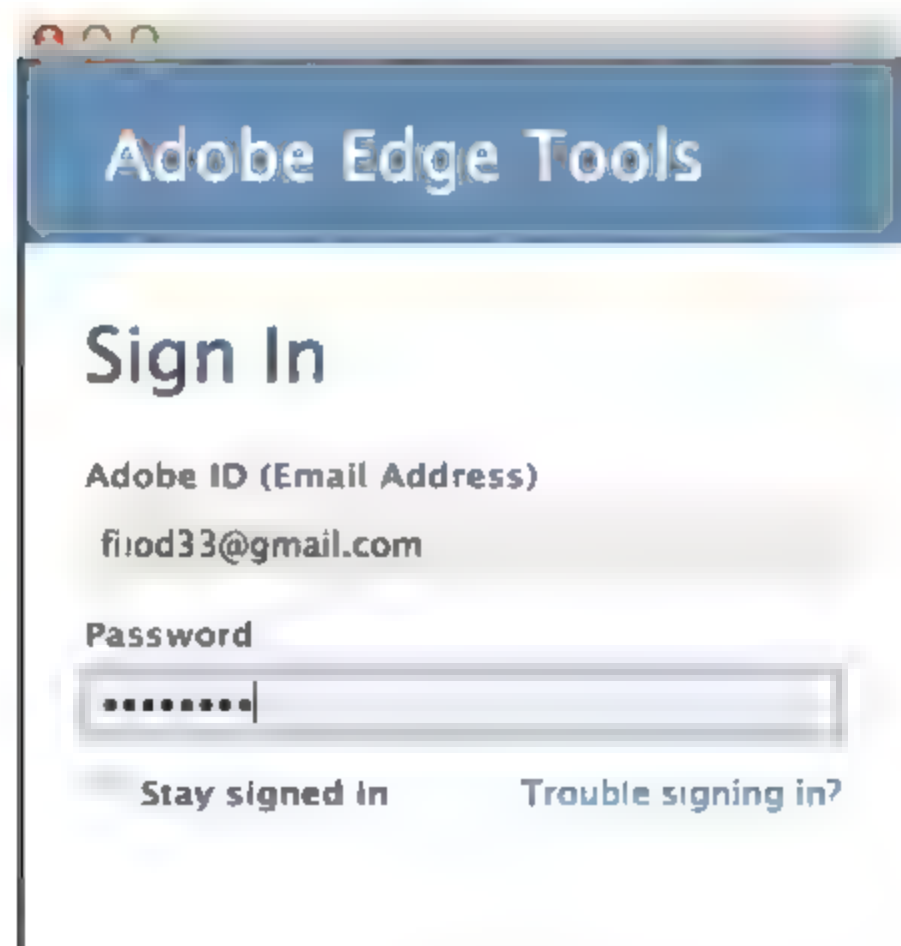 Adobe Edge Tools
Sign In
Adobe ID (Email Address)
Password
••••••••
Stay signed in
Trouble signing in?